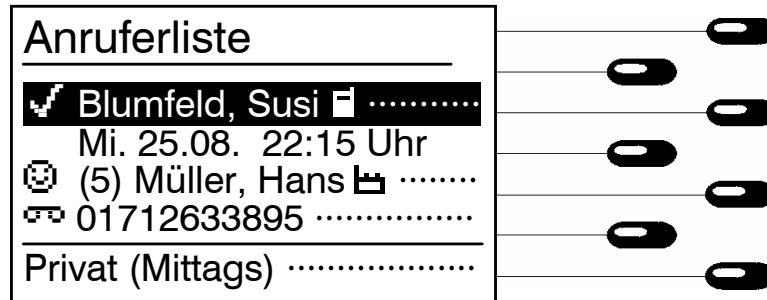 Anruferliste
Blumfeld, Susi ...........
Mi. 25.08. 22:15 Uhr
(5) Müller, Hans ........
01712633895 ................
Privat (Mittags) ...................